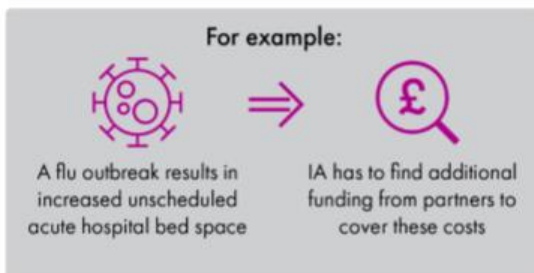 For example:
£
A flu outbreak results in
increased unscheduled
acute hospital bed space
IA has to find additional
funding from partners to
cover these costs